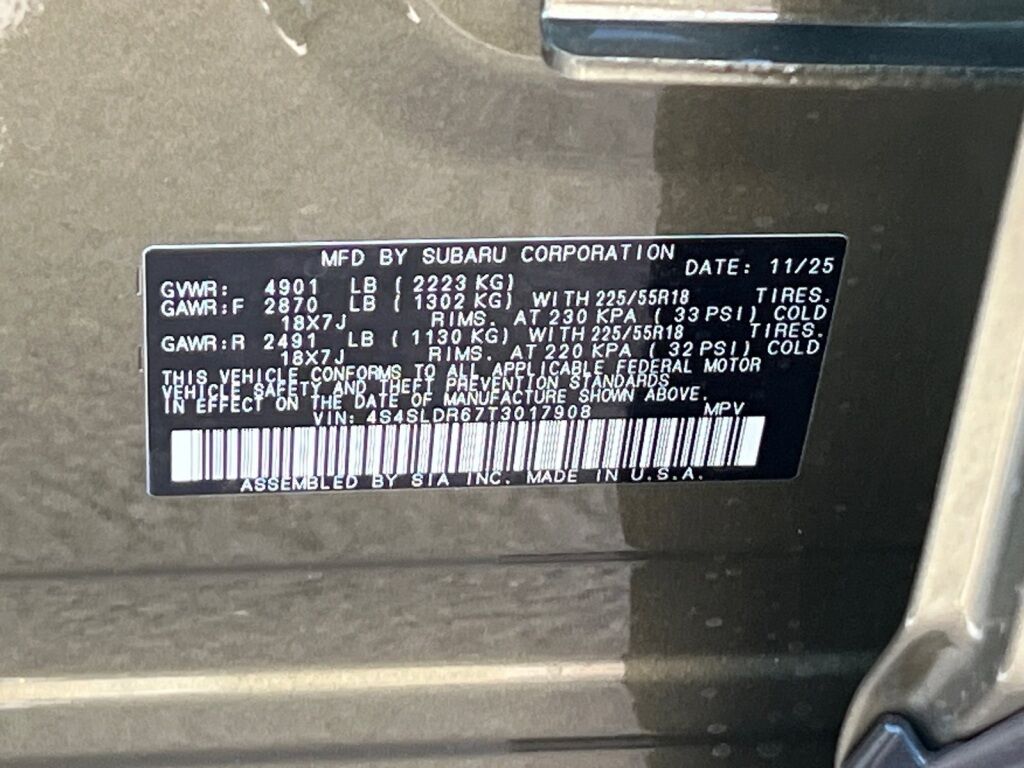 MFD BY SUBARU CORPORATION
DATE: 11/25
GVWR: 4901 LB ( 2223 KG)
GAWR:F 2870 LB ( 1302 KG) WITH 225/55R18 TIRES.
18X7J RIMS. AT 230 KPA ( 33 PSI) COLD
GAWR:R 2491 LB ( 1130 KG) WITH 225/55R18 TIRES.
18X7J RIMS. AT 220 KPA ( 32 PSI) COLD
THIS VEHICLE CONFORMS TO ALL APPLICABLE FEDERAL MOTOR
VEHICLE SAFETY AND THEFT PREVENTION STANDARDS
IN EFFECT ON THE DATE OF MANUFACTURE SHOWN ABOVE.
VIN: 4S4SLDR67T3017908 MPV
ASSEMBLED BY SIA INC. MADE IN U.S.A.